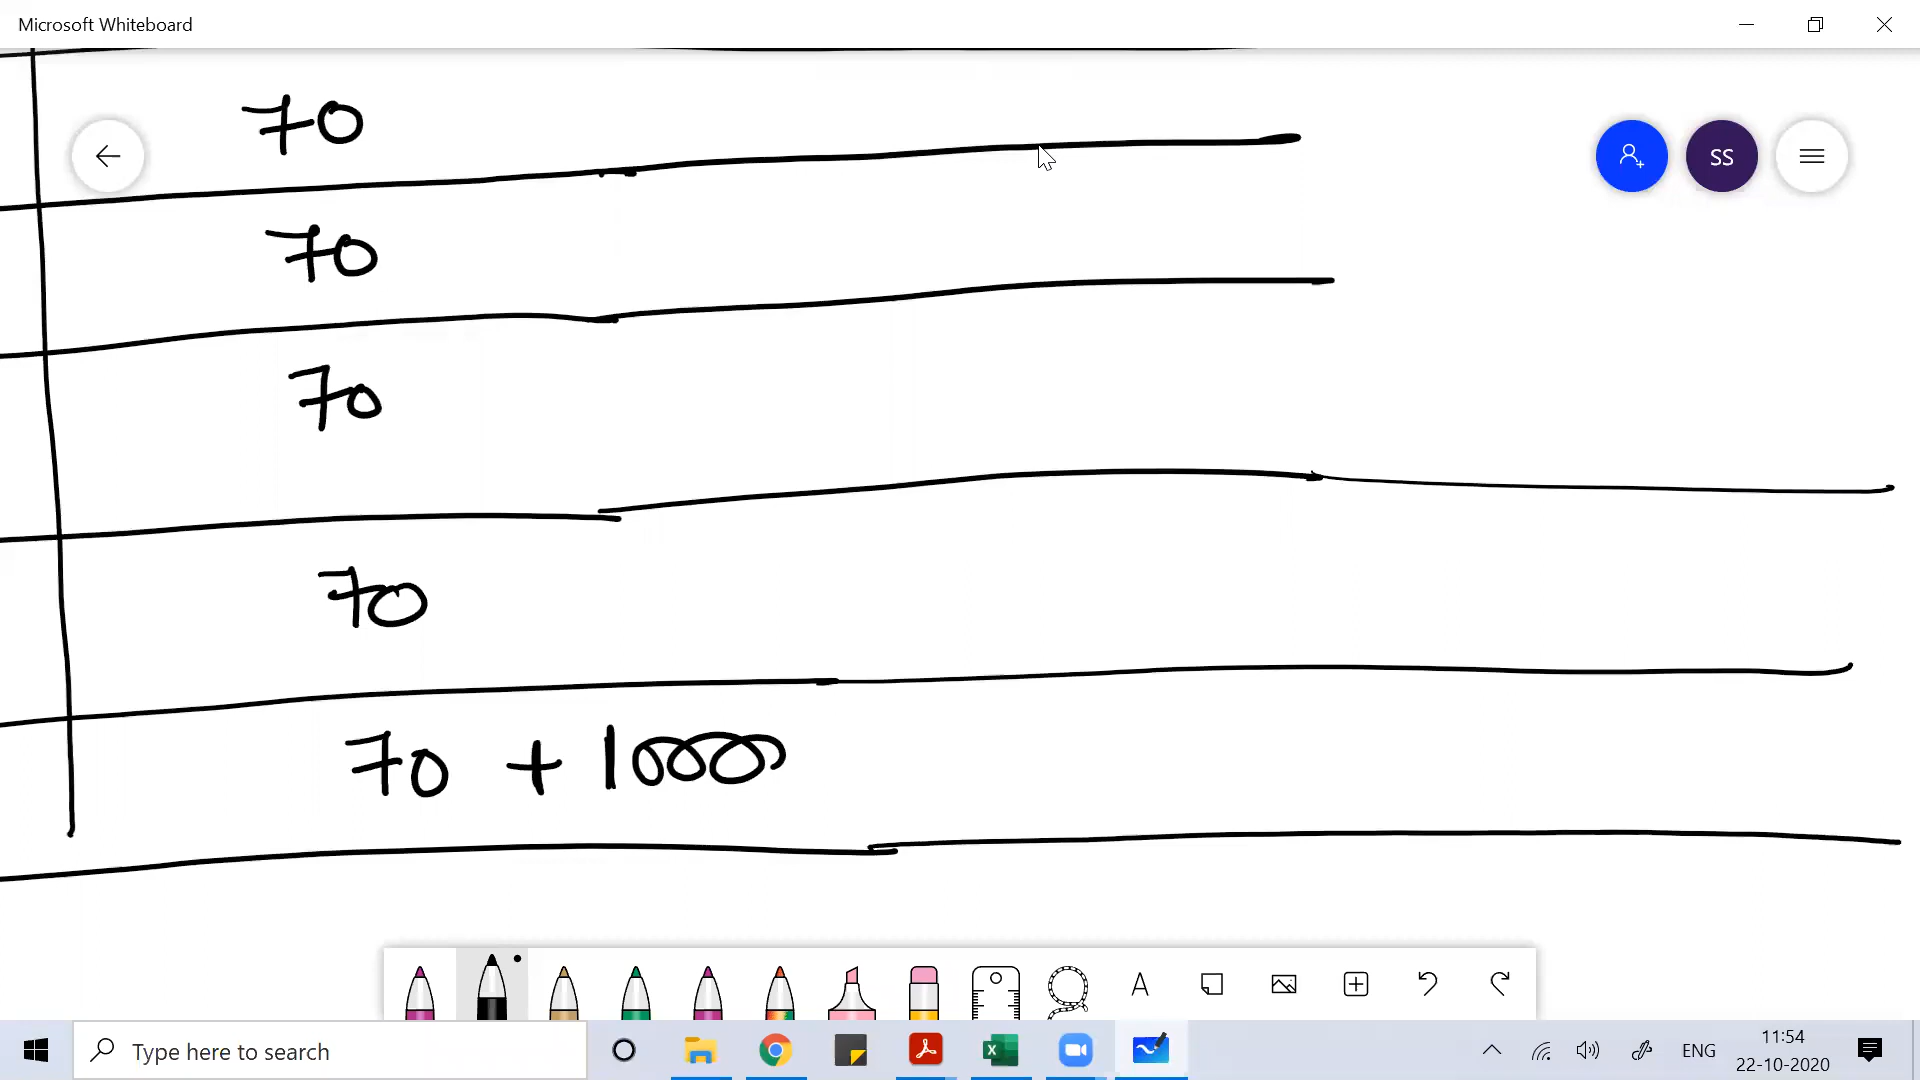 Microsoft Whiteboard
70
SS
70
70
70
70 + 1000
A
Type here to search
ENG
11:54
22-10-2020